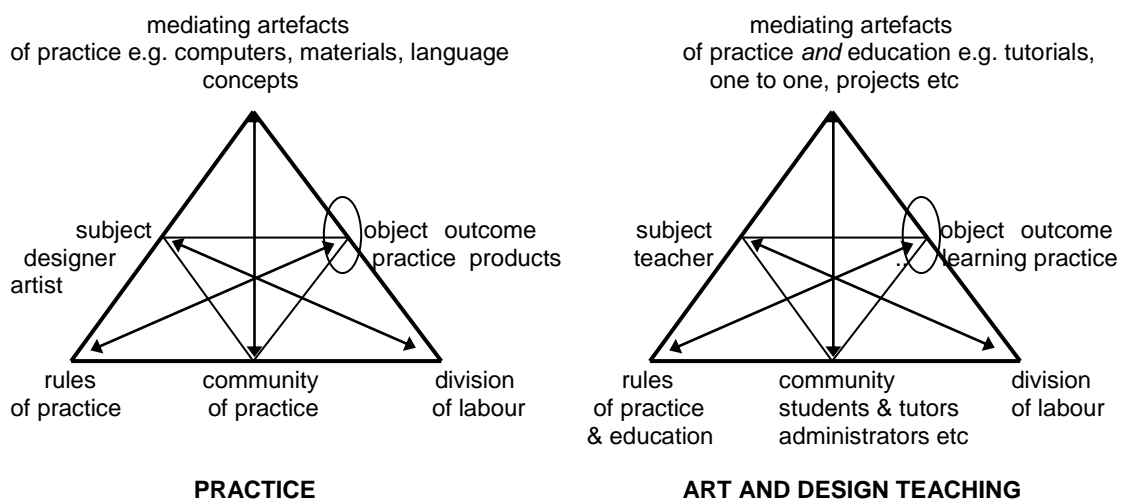 mediating artefacts
of practice e.g. computers, materials, language
concepts
subject
designer
artist
object outcome
practice products
rules
of practice
community
of practice
division
of labour
PRACTICE
mediating artefacts
of practice and education e.g. tutorials,
one to one, projects etc
subject
teacher
object outcome
.. learning practice
rules
of practice
& education
community
students & tutors
administrators etc
division
of labour
ART AND DESIGN TEACHING